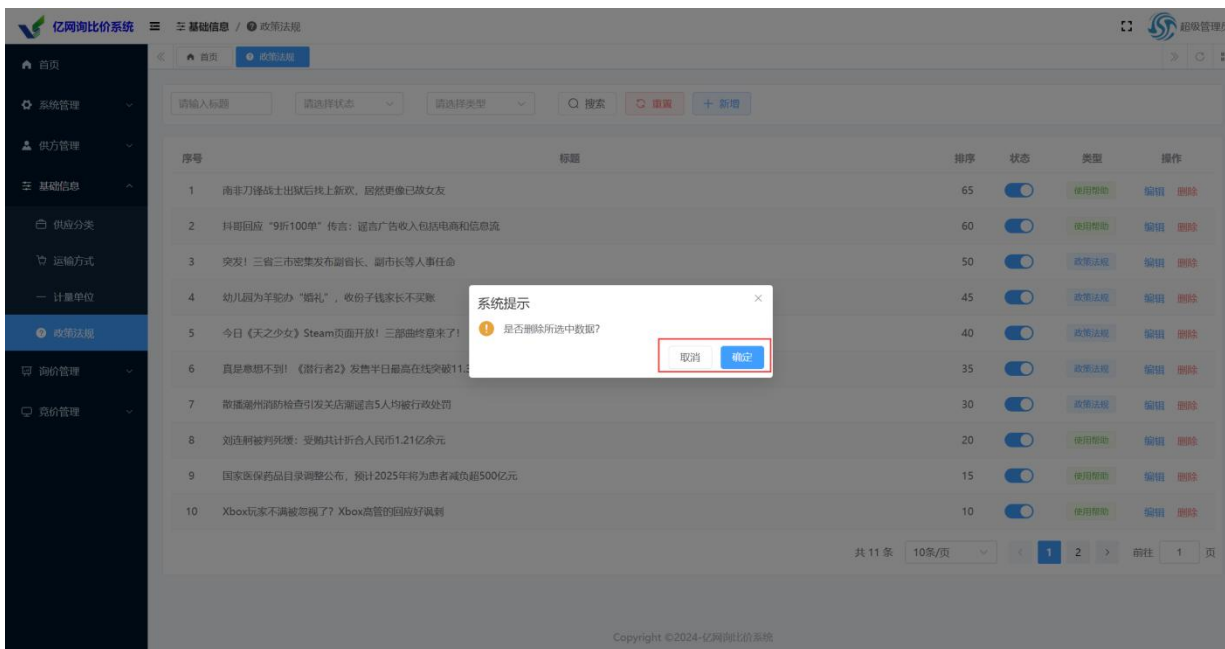 亿网询比价系统
基础信息 / 政策法规
超级管理员
首页
系统管理
供方管理
基础信息
供应分类
运输方式
计量单位
政策法规
询价管理
竞价管理
首页 政策法规
请输入标题 请选择状态 请选择类型 搜索 重置 新增
序号 标题 排序 状态 类型 操作
1 南非刀锋战士出狱后找上新欢，居然更像已故女友 65 使用帮助 编辑 删除
2 抖哥回应“9折100单”传言：谣言广告收入包括电商和信息流 60 使用帮助 编辑 删除
3 突发！三省三市密集发布副省长、副市长等人事任命 50 政策法规 编辑 删除
4 幼儿园为羊驼办“婚礼”，收份子钱家长不买账 45 政策法规 编辑 删除
5 今日《天之少女》Steam页面开放！三部曲终章来了！ 40 政策法规 编辑 删除
6 真是意想不到！《潜行者2》发售半日最高在线突破11.3 35 政策法规 编辑 删除
7 散播潮州消防检查引发关店潮谣言5人均被行政处罚 30 政策法规 编辑 删除
8 刘连舸被判死缓：受贿共计折合人民币1.21亿余元 20 使用帮助 编辑 删除
9 国家医保药品目录调整公布，预计2025年将为患者减负超500亿元 15 使用帮助 编辑 删除
10 Xbox玩家不满被忽视了？Xbox高管的回应好讽刺 10 使用帮助 编辑 删除
系统提示
是否删除所选中数据?
取消 确定
共 11 条 10条/页 1 2 前往 1 页
Copyright ©2024-亿网询比价系统